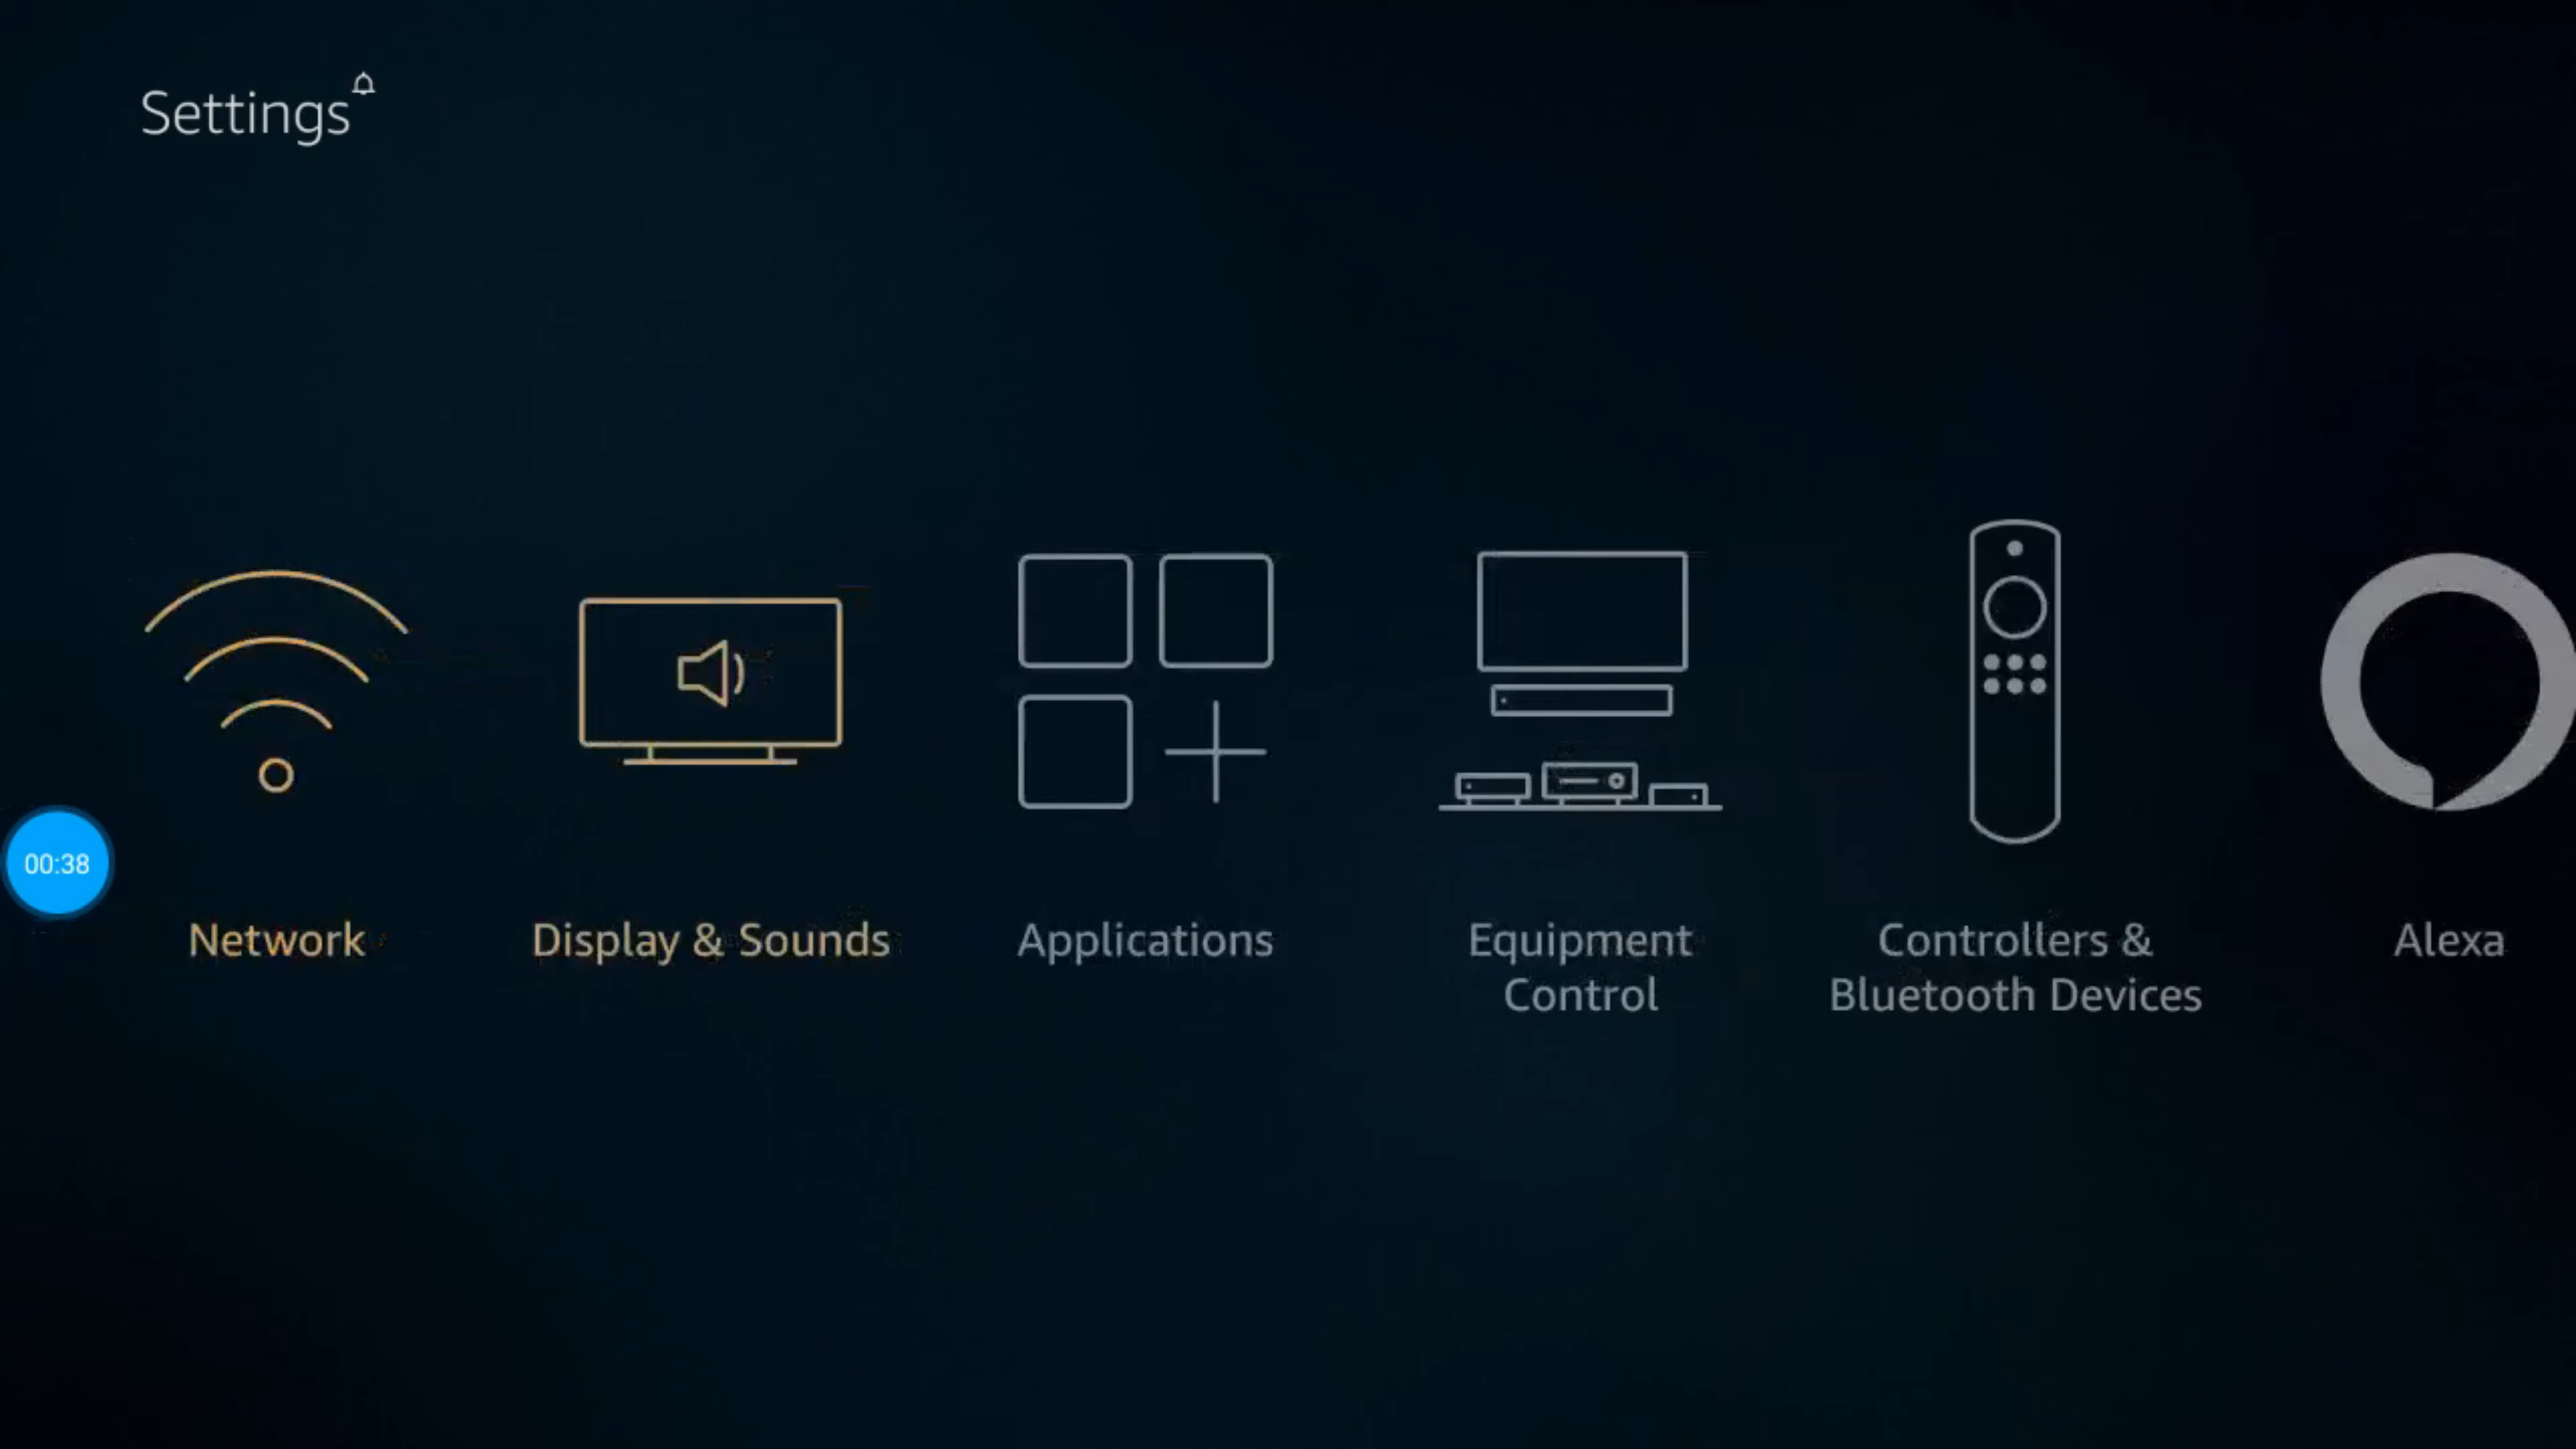 Settings
00:38
Network
Display & Sounds
Applications
Equipment
Control
Controllers &
Bluetooth Devices
Alexa